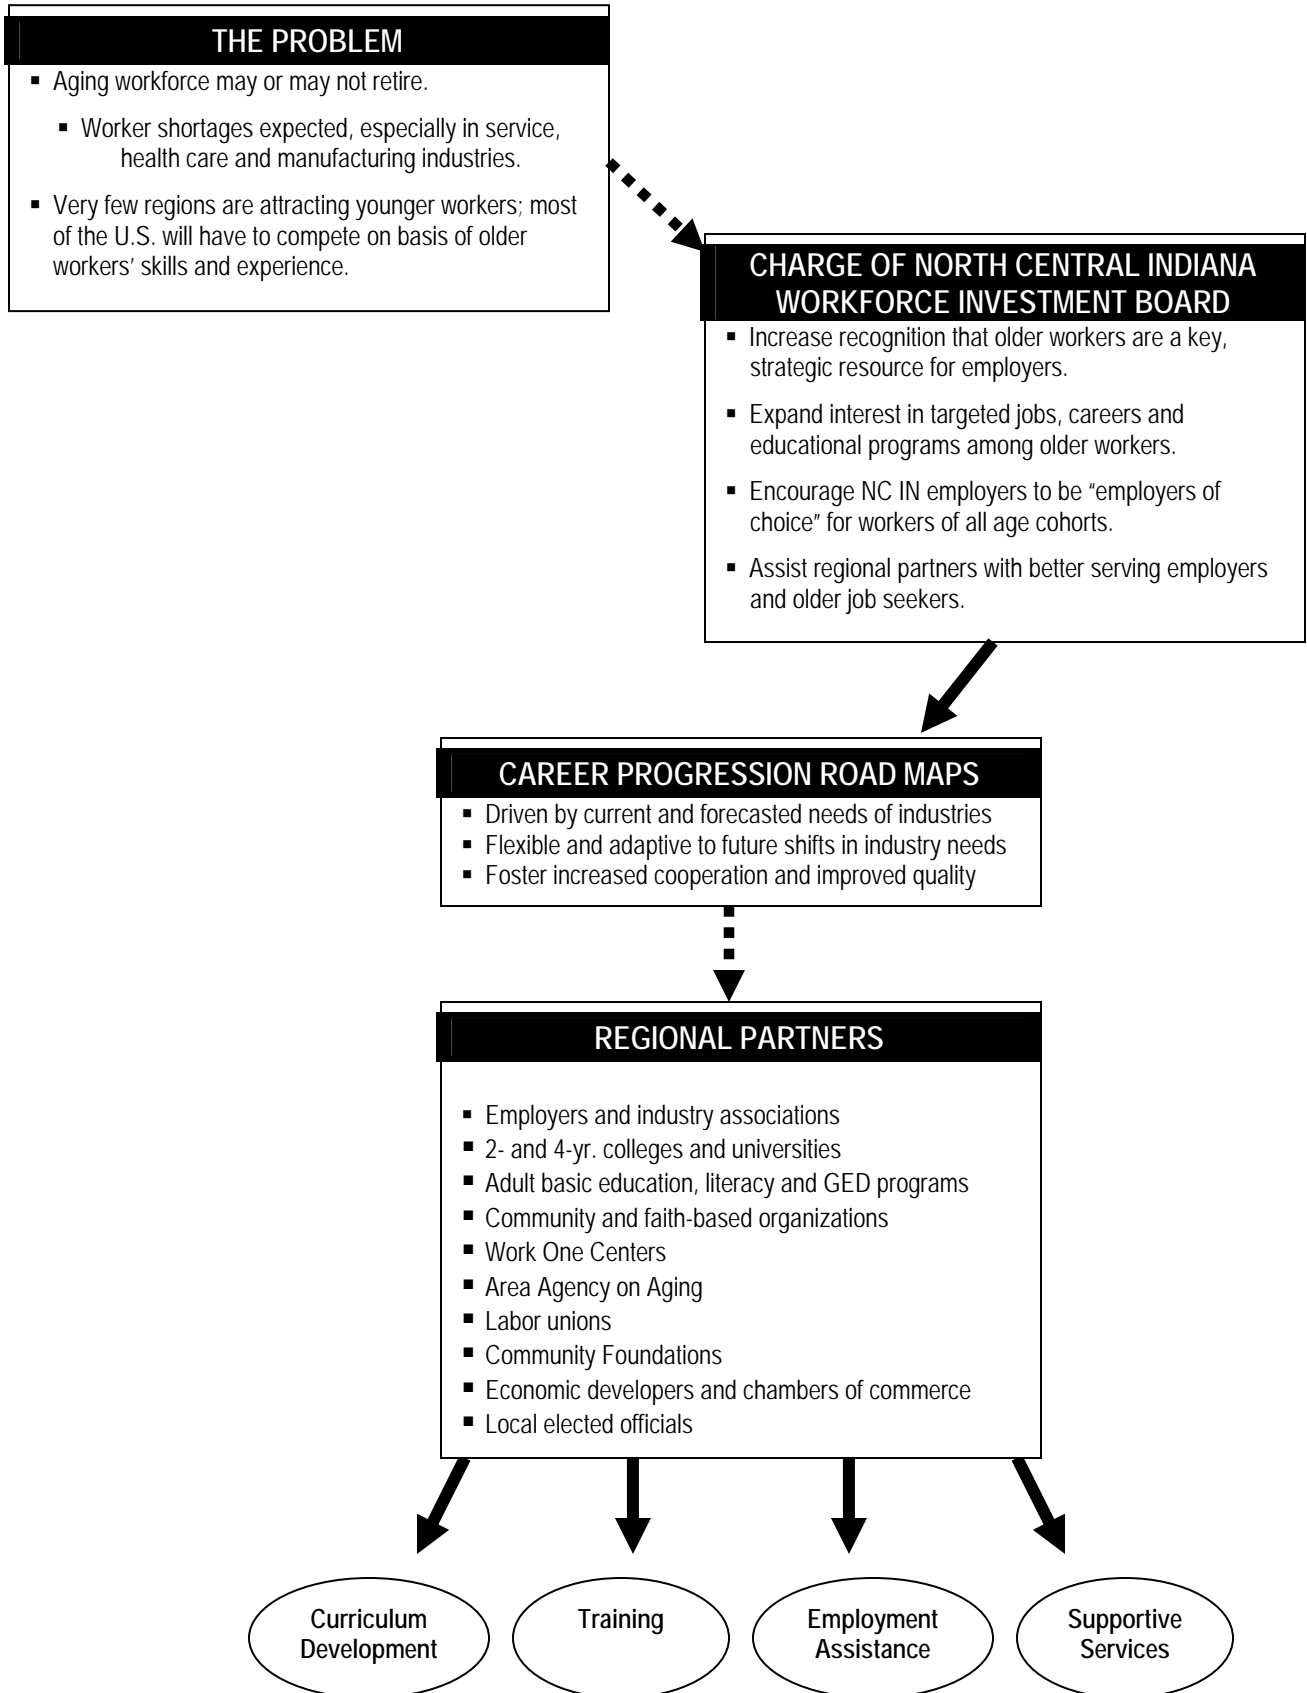 THE PROBLEM
▪ Aging workforce may or may not retire.
▪ Worker shortages expected, especially in service,
health care and manufacturing industries.
▪ Very few regions are attracting younger workers; most
of the U.S. will have to compete on basis of older
workers’ skills and experience.
CHARGE OF NORTH CENTRAL INDIANA
WORKFORCE INVESTMENT BOARD
▪ Increase recognition that older workers are a key,
strategic resource for employers.
▪ Expand interest in targeted jobs, careers and
educational programs among older workers.
▪ Encourage NC IN employers to be “employers of
choice” for workers of all age cohorts.
▪ Assist regional partners with better serving employers
and older job seekers.
CAREER PROGRESSION ROAD MAPS
▪ Driven by current and forecasted needs of industries
▪ Flexible and adaptive to future shifts in industry needs
▪ Foster increased cooperation and improved quality
REGIONAL PARTNERS
▪ Employers and industry associations
▪ 2- and 4-yr. colleges and universities
▪ Adult basic education, literacy and GED programs
▪ Community and faith-based organizations
▪ Work One Centers
▪ Area Agency on Aging
▪ Labor unions
▪ Community Foundations
▪ Economic developers and chambers of commerce
▪ Local elected officials
Curriculum
Development
Training
Employment
Assistance
Supportive
Services